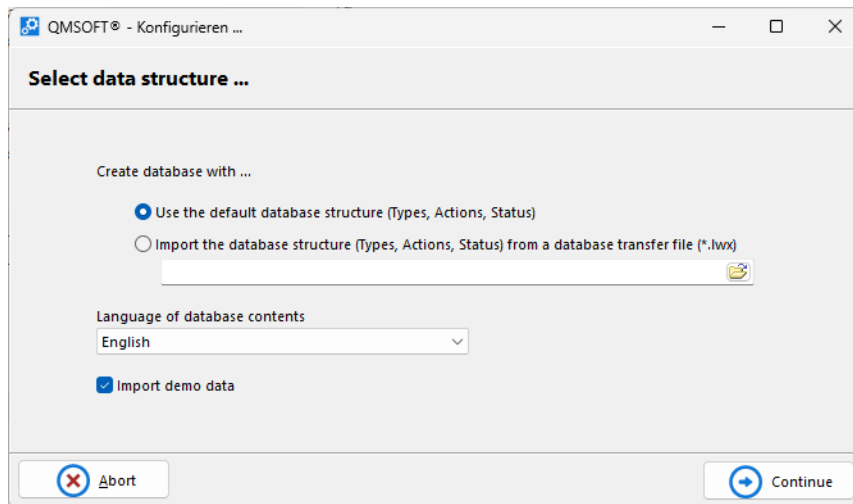 QMSOFT® - Konfigurieren ...
Select data structure ...
Create database with ...
Use the default database structure (Types, Actions, Status)
Import the database structure (Types, Actions, Status) from a database transfer file (*.lwx)
Language of database contents
English
Import demo data
Abort
Continue